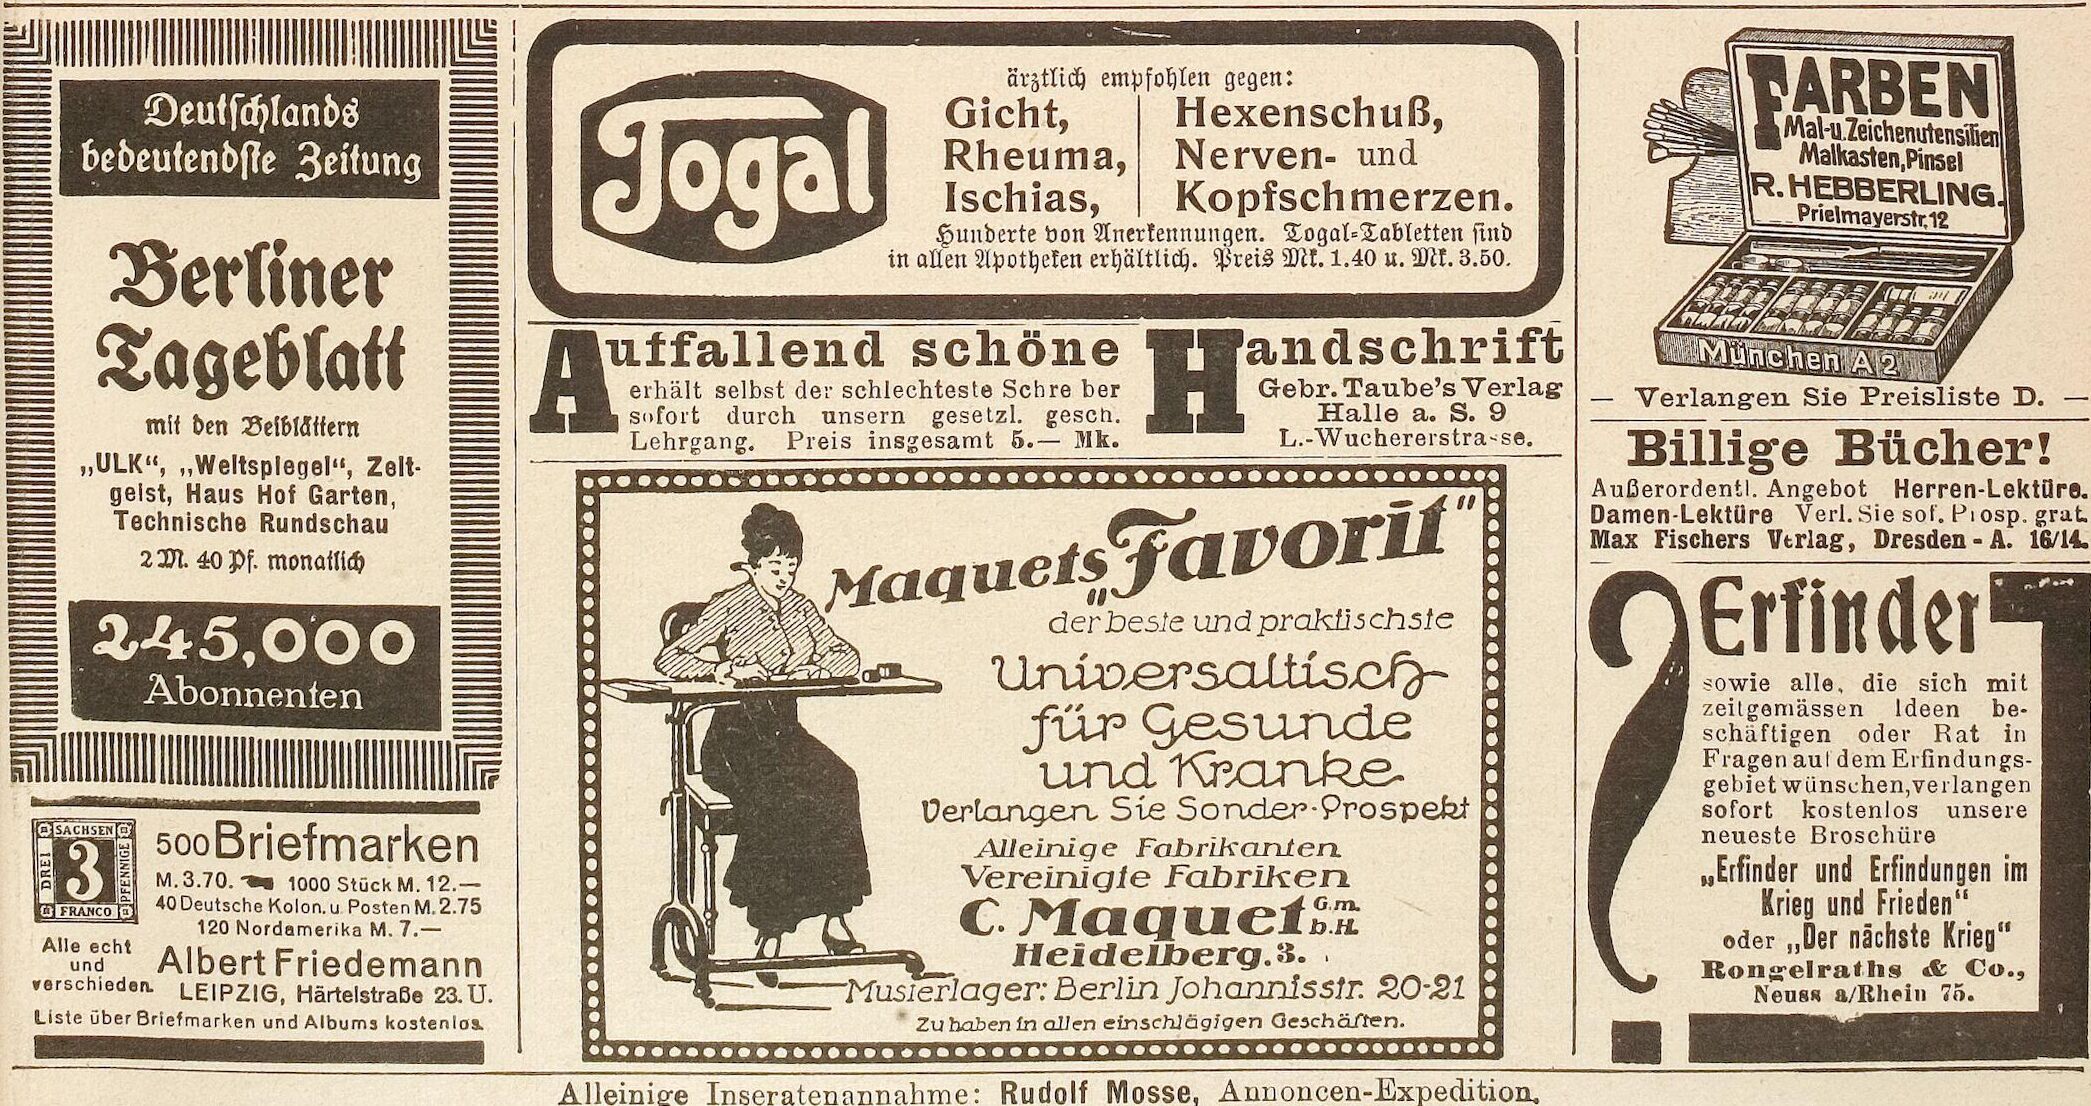 Deutschlands
bedeutendste Zeitung
Berliner
Tageblatt
mit den Beiblättern
„ULK“, „Weltspiegel“, Zeit-
geist, Haus Hof Garten,
Technische Rundschau
2 M. 40 Pf. monatlich
245,000
Abonnenten
SACHSEN
DREI
3
PFENNIGE
FRANCO
500 Briefmarken
M. 3.70. 1000 Stück M. 12.—
40 Deutsche Kolon. u. Posten M. 2.75
120 Nordamerika M. 7.—
Alle echt
und
verschieden.
Albert Friedemann
LEIPZIG, Härtelstraße 23. U.
Liste über Briefmarken und Albums kostenlos.
Togal
ärztlich empfohlen gegen:
Gicht,
Rheuma,
Ischias,
Hexenschuß,
Nerven- und
Kopfschmerzen.
Hunderte von Anerkennungen. Togal-Tabletten sind
in allen Apotheken erhältlich. Preis Mk. 1.40 u. Mk. 3.50.
Auffallend schöne Handschrift
erhält selbst der schlechteste Schre ber
sofort durch unsern gesetzl. gesch.
Lehrgang. Preis insgesamt 5.— Mk.
Gebr. Taube's Verlag
Halle a. S. 9
L.-Wuchererstrasse.
Maquets „Favorit“
der beste und praktischste
Universaltisch
für Gesunde
und Kranke
Verlangen Sie Sonder-Prospekt
Alleinige Fabrikanten
Vereinigte Fabriken
C. Maquet G.m.b.H.
Heidelberg.3.
Musterlager: Berlin Johannisstr. 20-21
Zu haben in allen einschlägigen Geschäften.
FARBEN
Mal-u. Zeichenutensilien
Malkasten, Pinsel
R. HEBBERLING.
Prielmayerstr. 12
München A 2
— Verlangen Sie Preisliste D. —
Billige Bücher!
Außerordentl. Angebot Herren-Lektüre.
Damen-Lektüre Verl. Sie sof. Prosp. grat.
Max Fischers Verlag, Dresden-A. 16/14.
Erfinder
sowie alle, die sich mit
zeitgemässen Ideen be-
schäftigen oder Rat in
Fragen auf dem Erfindungs-
gebiet wünschen, verlangen
sofort kostenlos unsere
neueste Broschüre
„Erfinder und Erfindungen im
Krieg und Frieden“
oder „Der nächste Krieg“
Rongelraths & Co.,
Neuss a/Rhein 75.
Alleinige Inseratenannahme: Rudolf Mosse, Annoncen-Expedition.